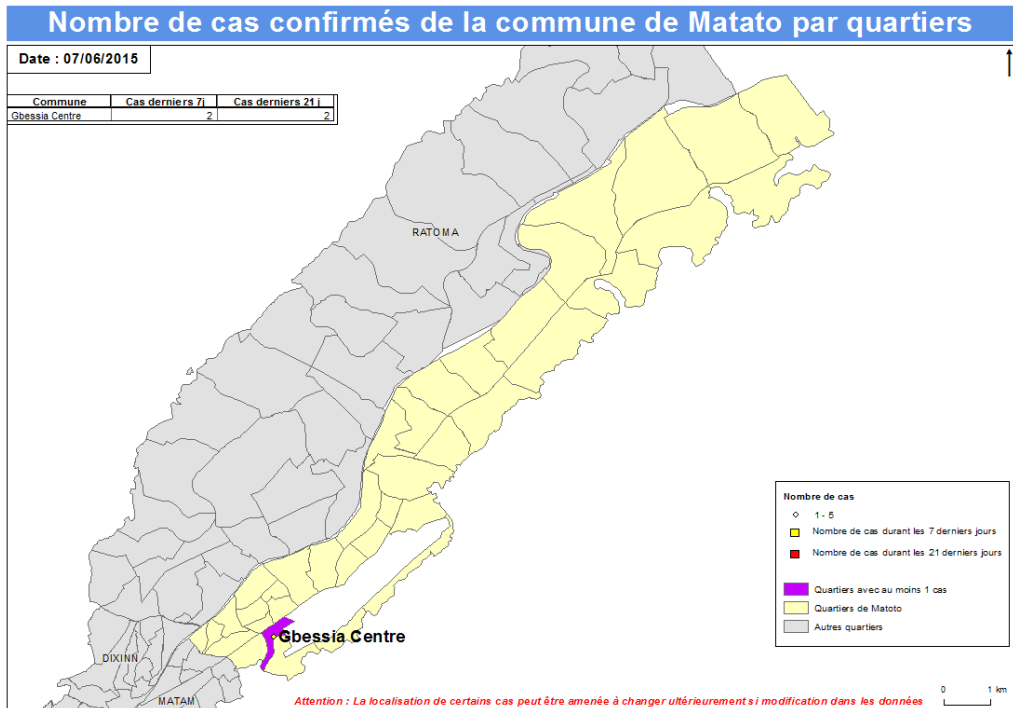 Nombre de cas confirmés de la commune de Matato par quartiers
Date : 07/06/2015
Commune Cas derniers 7j Cas derniers 21 j
Gbessia Centre 2 2
RATOMA
Nombre de cas
1 - 5
Nombre de cas durant les 7 derniers jours
Nombre de cas durant les 21 derniers jours
Quartiers avec au moins 1 cas
Quartiers de Matoto
Autres quartiers
Gbessia Centre
DIXINN
MATAM
Attention : La localisation de certains cas peut être amenée à changer ultérieurement si modification dans les données
0 1 km